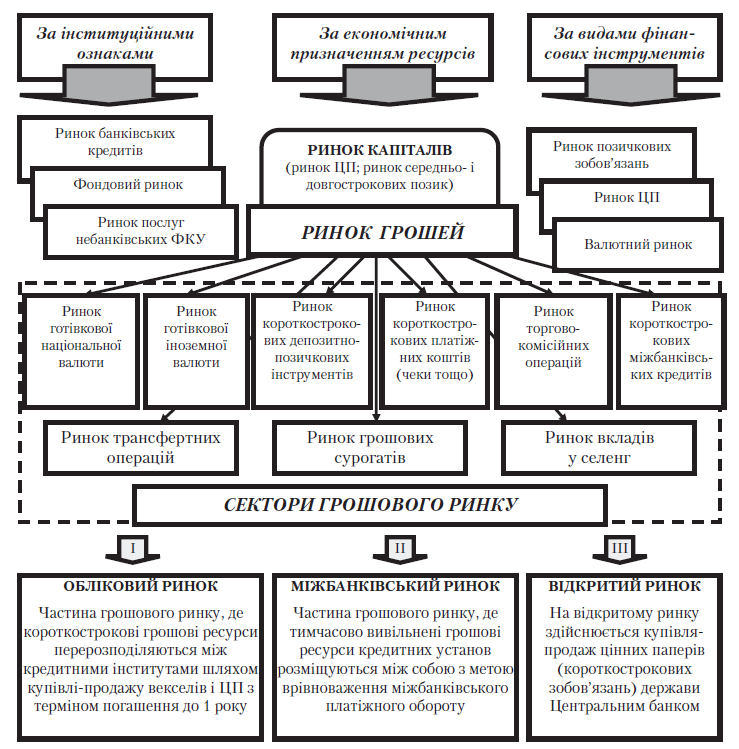 За інституційними
ознаками
За економічним
призначенням ресурсів
За видами фінан-
сових інструментів
Ринок банківських
кредитів
Фондовий ринок
Ринок послуг
небанківських ФКУ
РИНОК КАПІТАЛІВ
(ринок ЦП; ринок середньо- і
довгострокових позик)
РИНОК ГРОШЕЙ
Ринок позичкових
зобов’язань
Ринок ЦП
Валютний ринок
Ринок
готівкової
національної
валюти
Ринок
готівкової
іноземної
валюти
Ринок
короткостроко-
вих депозитно-
позичкових
інструментів
Ринок
короткостро-
кових платіж-
них коштів
(чеки тощо)
Ринок
торгово-
комісійних
операцій
Ринок
короткостро-
кових
міжбанківсь-
ких кредитів
Ринок трансфертних
операцій
Ринок грошових
сурогатів
Ринок вкладів
у селенг
СЕКТОРИ ГРОШОВОГО РИНКУ
I
II
III
ОБЛІКОВИЙ РИНОК
Частина грошового ринку, де
короткострокові грошові ресурси
перерозподіляються між
кредитними інститутами шляхом
купівлі-продажу векселів і ЦП з
терміном погашення до 1 року
МІЖБАНКІВСЬКИЙ РИНОК
Частина грошового ринку, де
тимчасово вивільнені грошові
ресурси кредитних установ
розміщуються між собою з метою
врівноваження міжбанківського
платіжного обороту
ВІДКРИТИЙ РИНОК
На відкритому ринку
здійснюється купівля-
продаж цінних паперів
(короткострокових
зобов’язань) держави
Центральним банком